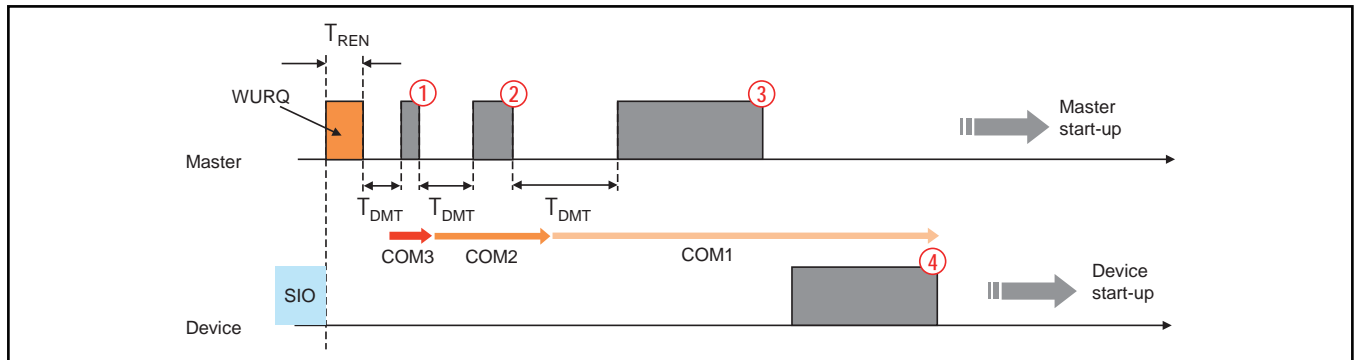 TREN
WURQ
1
2
3
Master
start-up
Master
TDMT
TDMT
TDMT
COM3
COM2
COM1
4
SIO
Device
start-up
Device